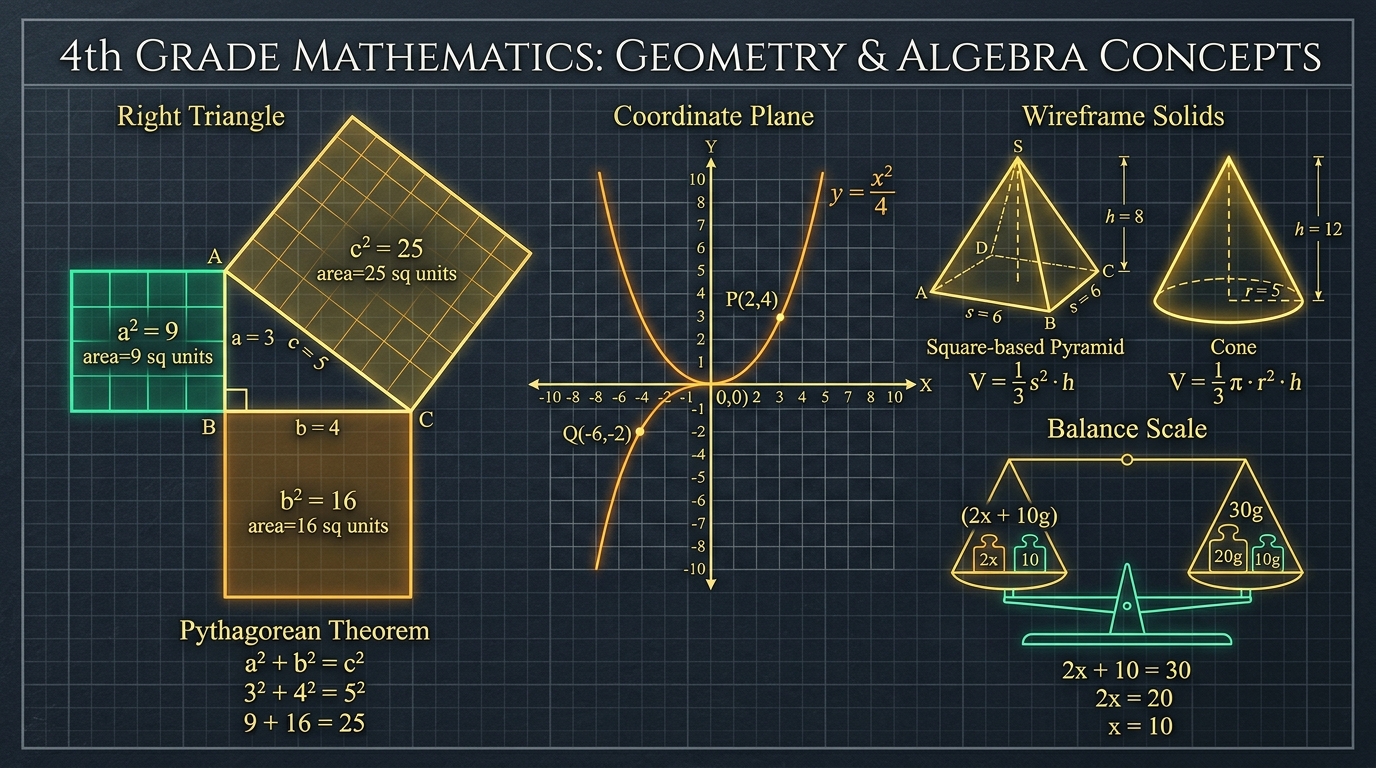 4th GRADE MATHEMATICS: GEOMETRY & ALGEBRA CONCEPTS
Right Triangle
A
c² = 25
area=25 sq units
a² = 9
area=9 sq units
a = 3
c = 5
B
b = 4
C
b² = 16
area=16 sq units
Pythagorean Theorem
a² + b² = c²
3² + 4² = 5²
9 + 16 = 25
Coordinate Plane
Y
y = x²/4
10
8
7
6
5
4
3
2
1
P(2,4)
X
-10 -8 -8 -6 -4 -2 -1 0,0) 2 3 4 5 7 8 10
Q(-6,-2)
-1
-2
-4
-5
-6
-7
-8
-10
Wireframe Solids
S
h = 8
D
C
A
s = 6
B
s = 6
Square-based Pyramid
V = 1/3 s² · h
h = 12
r = 5
Cone
V = 1/3 π · r² · h
Balance Scale
(2x + 10g)
2x 10
30g
20g 10g
2x + 10 = 30
2x = 20
x = 10